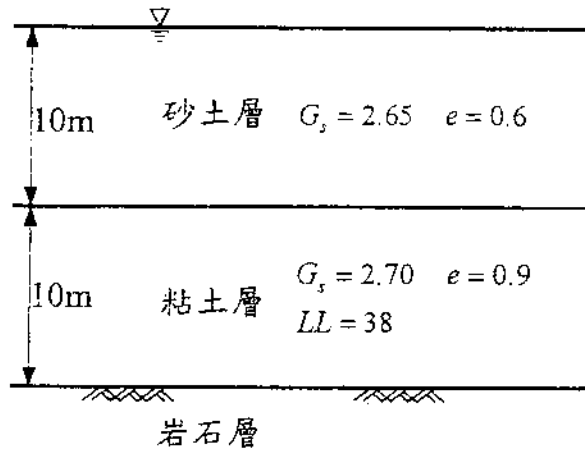 10m 砂土層 G_s = 2.65 e = 0.6
10m 粘土層 G_s = 2.70 e = 0.9
LL = 38
岩石層